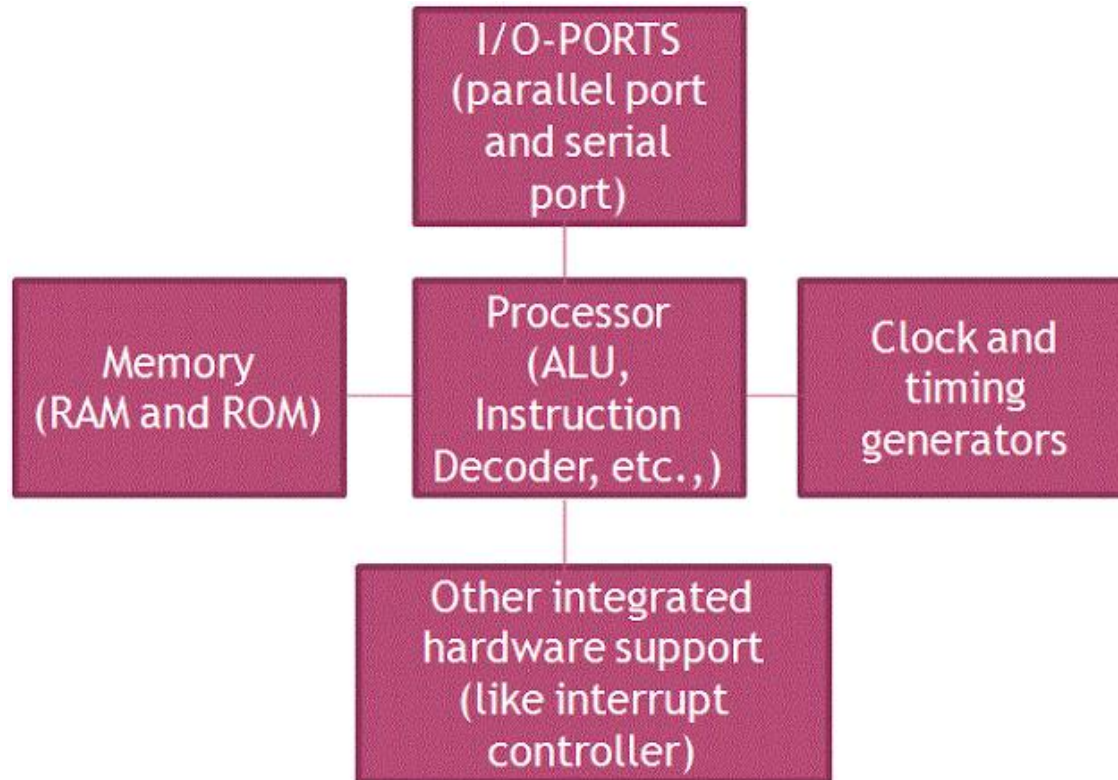 I/O-PORTS
(parallel port
and serial
port)
Memory
(RAM and ROM)
Processor
(ALU,
Instruction
Decoder, etc.,)
Clock and
timing
generators
Other integrated
hardware support
(like interrupt
controller)